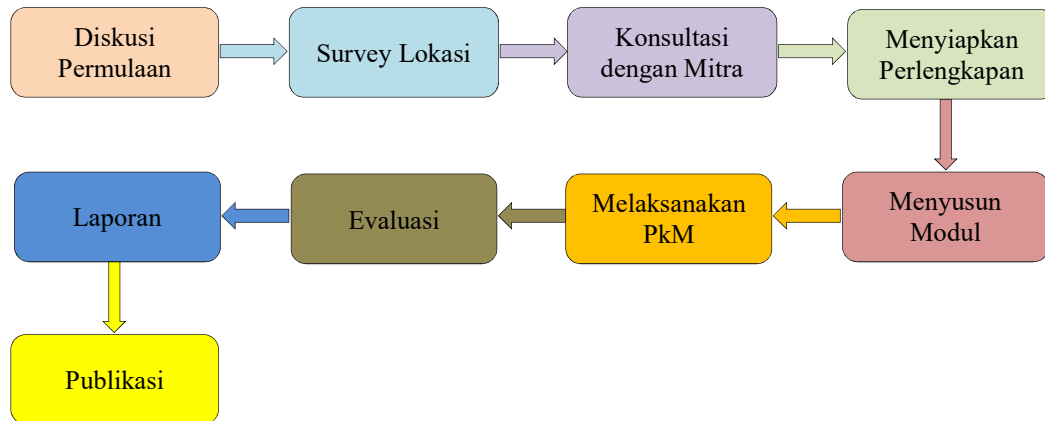 Diskusi
Permulaan
Survey Lokasi
Konsultasi
dengan Mitra
Menyiapkan
Perlengkapan
Menyusun
Modul
Melaksanakan
PkM
Evaluasi
Laporan
Publikasi